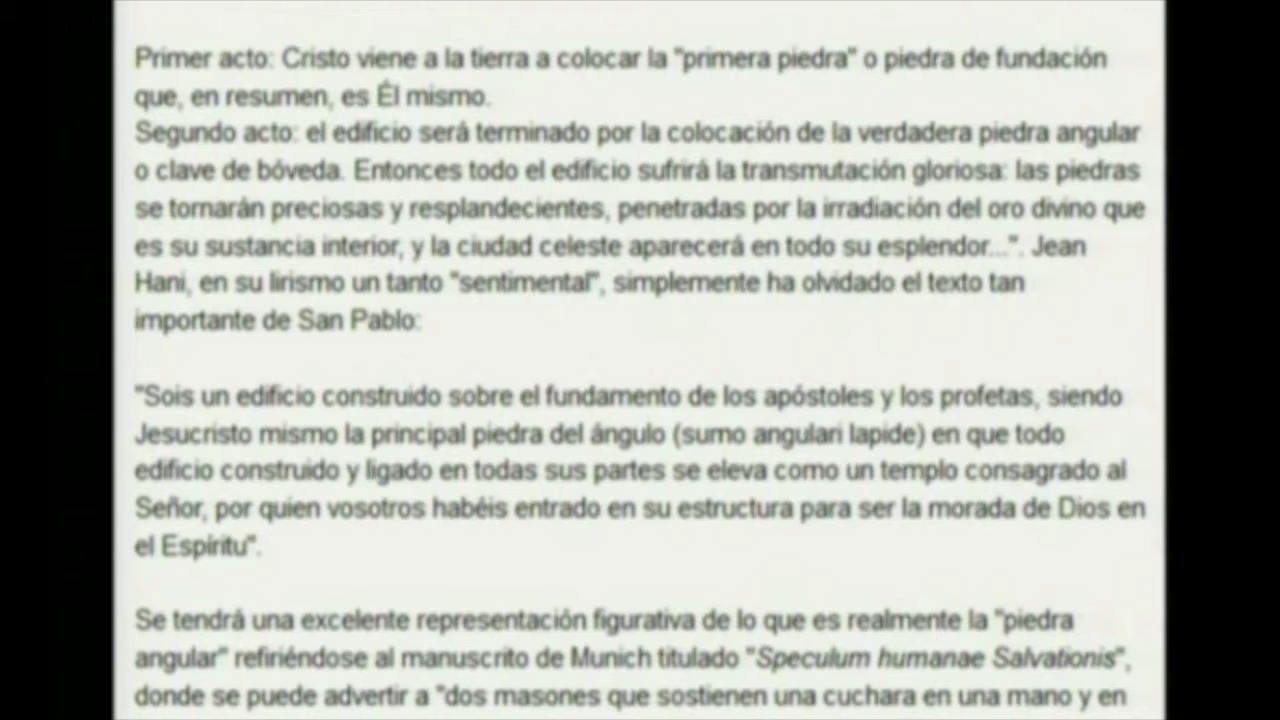 Primer acto: Cristo viene a la tierra a colocar la "primera piedra" o piedra de fundación
que, en resumen, es Él mismo.
Segundo acto: el edificio será terminado por la colocación de la verdadera piedra angular
o clave de bóveda. Entonces todo el edificio sufrirá la transmutación gloriosa: las piedras
se tornarán preciosas y resplandecientes, penetradas por la irradiación del oro divino que
es su sustancia interior, y la ciudad celeste aparecerá en todo su esplendor...". Jean
Hani, en su lirismo un tanto "sentimental", simplemente ha olvidado el texto tan
importante de San Pablo:
"Sois un edificio construido sobre el fundamento de los apóstoles y los profetas, siendo
Jesucristo mismo la principal piedra del ángulo (sumo angulari lapide) en que todo
edificio construido y ligado en todas sus partes se eleva como un templo consagrado al
Señor, por quien vosotros habéis entrado en su estructura para ser la morada de Dios en
el Espíritu".
Se tendrá una excelente representación figurativa de lo que es realmente la "piedra
angular" refiriéndose al manuscrito de Munich titulado "Speculum humanae Salvationis",
donde se puede advertir a "dos masones que sostienen una cuchara en una mano y en